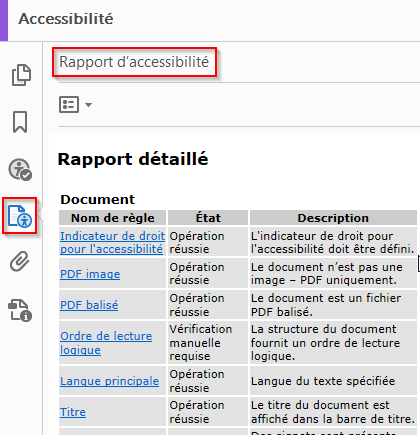 Accessibilité
Rapport d'accessibilité
Rapport détaillé
Document
Nom de règle État Description
Indicateur de droit Opération L'indicateur de droit pour
pour l'accessibilité réussie l'accessibilité doit être défini.
PDF image Opération Le document n'est pas une
réussie image – PDF uniquement.
PDF balisé Opération Le document est un fichier
réussie PDF balisé.
Ordre de lecture Vérification La structure du document
logique manuelle fournit un ordre de lecture
requise logique.
Langue principale Opération Langue du texte spécifiée
réussie
Titre Opération Le titre du document est
réussie affiché dans la barre de titre.